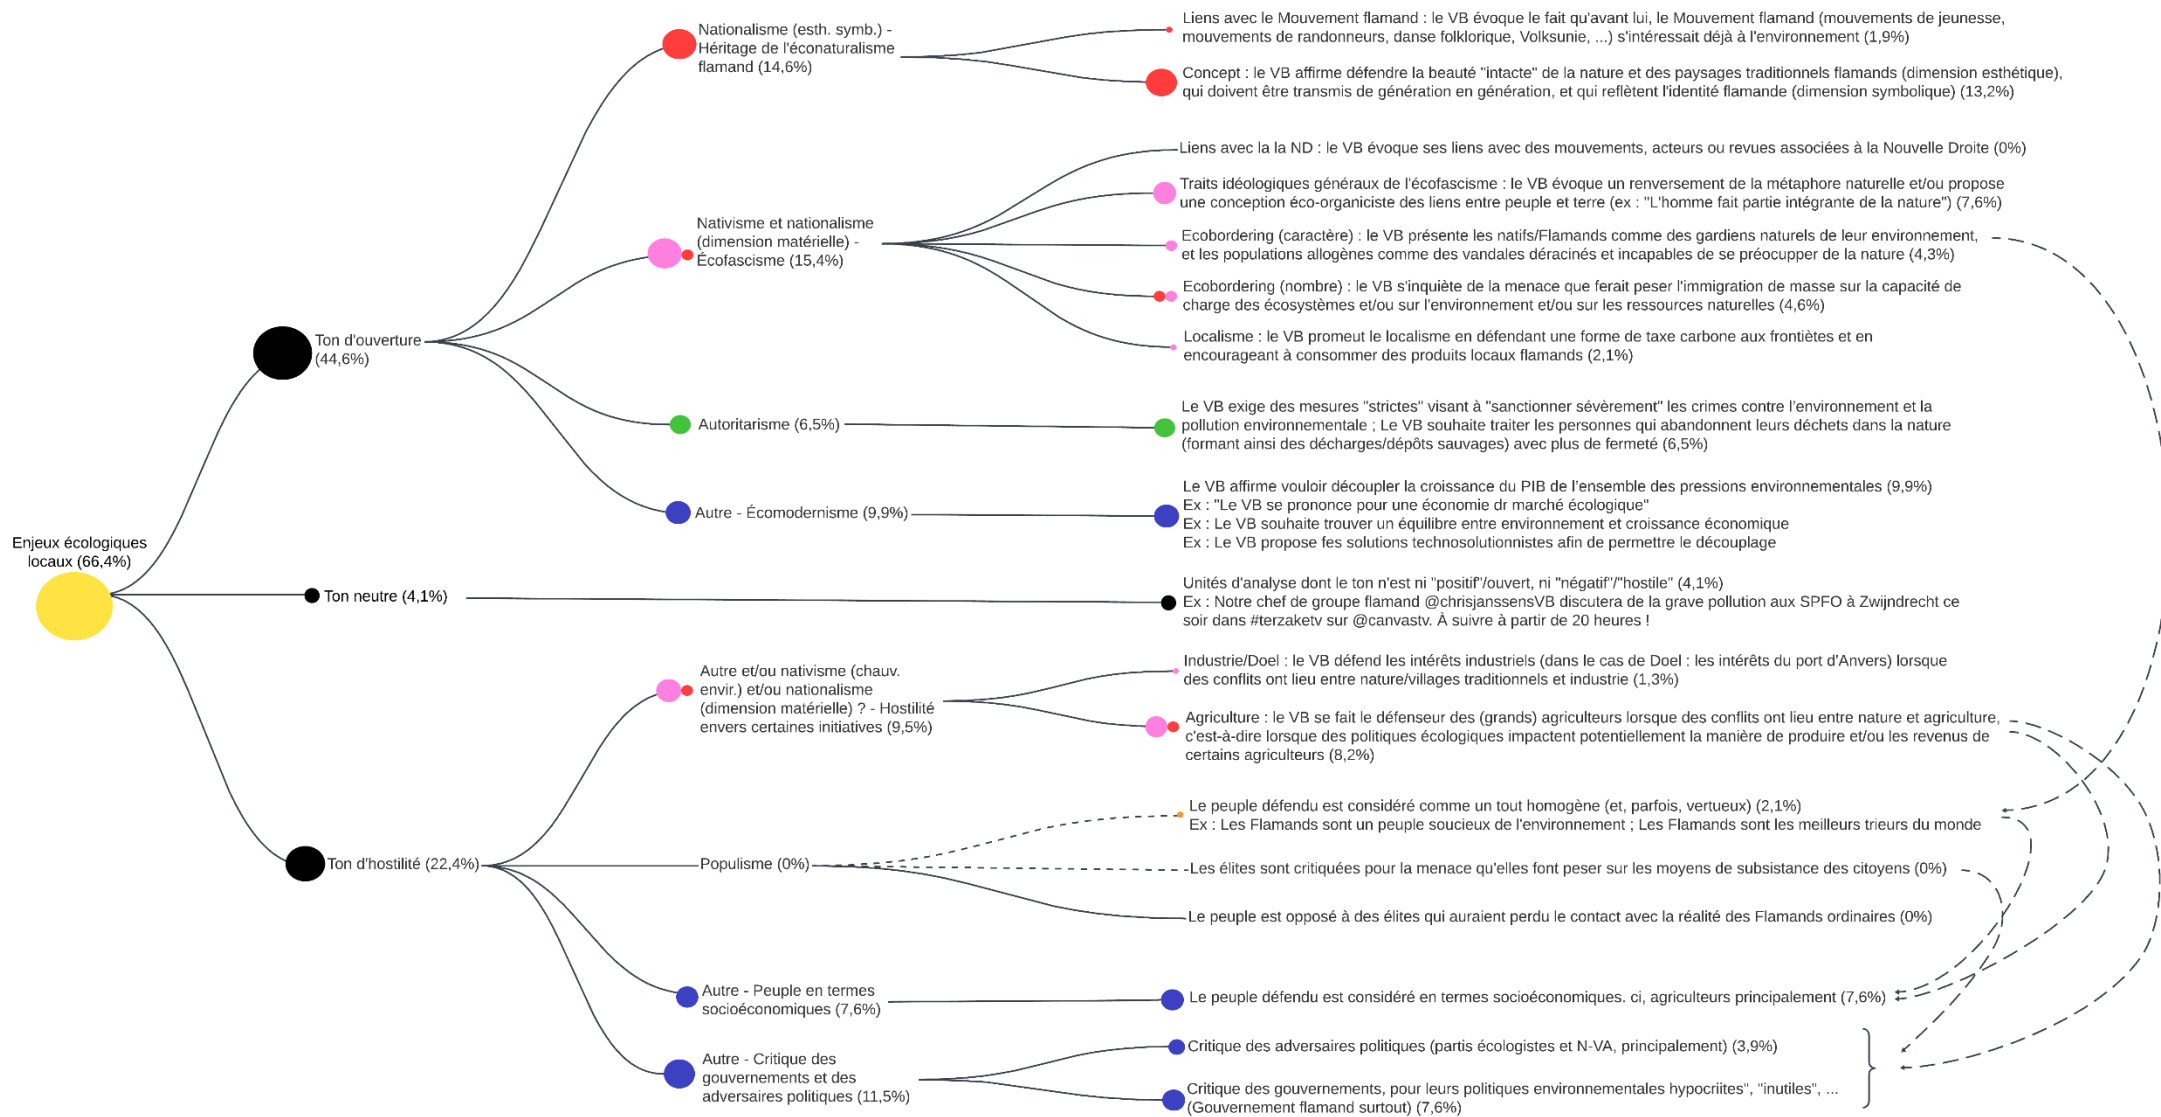 Nationalisme (esth. symb.) -
Héritage de l'éconaturalisme
flamand (14,6%)
Liens avec le Mouvement flamand : le VB évoque le fait qu'avant lui, le Mouvement flamand (mouvements de jeunesse,
mouvements de randonneurs, danse folklorique, Volksunie, ...) s'intéressait déjà à l'environnement (1,9%)
Concept : le VB affirme défendre la beauté "intacte" de la nature et des paysages traditionnels flamands (dimension esthétique),
qui doivent être transmis de génération en génération, et qui reflètent l'identité flamande (dimension symbolique) (13,2%)
Nativisme et nationalisme
(dimension matérielle) -
Écofascisme (15,4%)
Liens avec la la ND : le VB évoque ses liens avec des mouvements, acteurs ou revues associées à la Nouvelle Droite (0%)
Traits idéologiques généraux de l'écofascisme : le VB évoque un renversement de la métaphore naturelle et/ou propose
une conception éco-organiciste des liens entre peuple et terre (ex : "L'homme fait partie intégrante de la nature") (7,6%)
Ecobordering (caractère) : le VB présente les natifs/Flamands comme des gardiens naturels de leur environnement,
et les populations allogènes comme des vandales déracinés et incapables de se préocupper de la nature (4,3%)
Ecobordering (nombre) : le VB s'inquiète de la menace que ferait peser l'immigration de masse sur la capacité de
charge des écosystèmes et/ou sur l'environnement et/ou sur les ressources naturelles (4,6%)
Localisme : le VB promeut le localisme en défendant une forme de taxe carbone aux frontiètes et en
encourageant à consommer des produits locaux flamands (2,1%)
Ton d'ouverture
(44,6%)
Autoritarisme (6,5%)
Le VB exige des mesures "strictes" visant à "sanctionner sévèrement" les crimes contre l'environnement et la
pollution environnementale ; Le VB souhaite traiter les personnes qui abandonnent leurs déchets dans la nature
(formant ainsi des décharges/dépôts sauvages) avec plus de fermeté (6,5%)
Autre - Écomodernisme (9,9%)
Le VB affirme vouloir découpler la croissance du PIB de l'ensemble des pressions environnementales (9,9%)
Ex : "Le VB se prononce pour une économie dr marché écologique"
Ex : Le VB souhaite trouver un équilibre entre environnement et croissance économique
Ex : Le VB propose fes solutions technosolutionnistes afin de permettre le découplage
Enjeux écologiques
locaux (66,4%)
Ton neutre (4,1%)
Unités d'analyse dont le ton n'est ni "positif"/ouvert, ni "négatif"/"hostile" (4,1%)
Ex : Notre chef de groupe flamand @chrisjanssensVB discutera de la grave pollution aux SPFO à Zwijndrecht ce
soir dans #terzaketv sur @canvastv. À suivre à partir de 20 heures !
Autre et/ou nativisme (chauv.
envir.) et/ou nationalisme
(dimension matérielle) ? - Hostilité
envers certaines initiatives (9,5%)
Industrie/Doel : le VB défend les intérêts industriels (dans le cas de Doel : les intérêts du port d'Anvers) lorsque
des conflits ont lieu entre nature/villages traditionnels et industrie (1,3%)
Agriculture : le VB se fait le défenseur des (grands) agriculteurs lorsque des conflits ont lieu entre nature et agriculture,
c'est-à-dire lorsque des politiques écologiques impactent potentiellement la manière de produire et/ou les revenus de
certains agriculteurs (8,2%)
Ton d'hostilité (22,4%)
Populisme (0%)
Le peuple défendu est considéré comme un tout homogène (et, parfois, vertueux) (2,1%)
Ex : Les Flamands sont un peuple soucieux de l'environnement ; Les Flamands sont les meilleurs trieurs du monde
Les élites sont critiquées pour la menace qu'elles font peser sur les moyens de subsistance des citoyens (0%)
Le peuple est opposé à des élites qui auraient perdu le contact avec la réalité des Flamands ordinaires (0%)
Autre - Peuple en termes
socioéconomiques (7,6%)
Le peuple défendu est considéré en termes socioéconomiques. ci, agriculteurs principalement (7,6%)
Autre - Critique des
gouvernements et des
adversaires politiques (11,5%)
Critique des adversaires politiques (partis écologistes et N-VA, principalement) (3,9%)
Critique des gouvernements, pour leurs politiques environnementales hypocriites", "inutiles", ...
(Gouvernement flamand surtout) (7,6%)